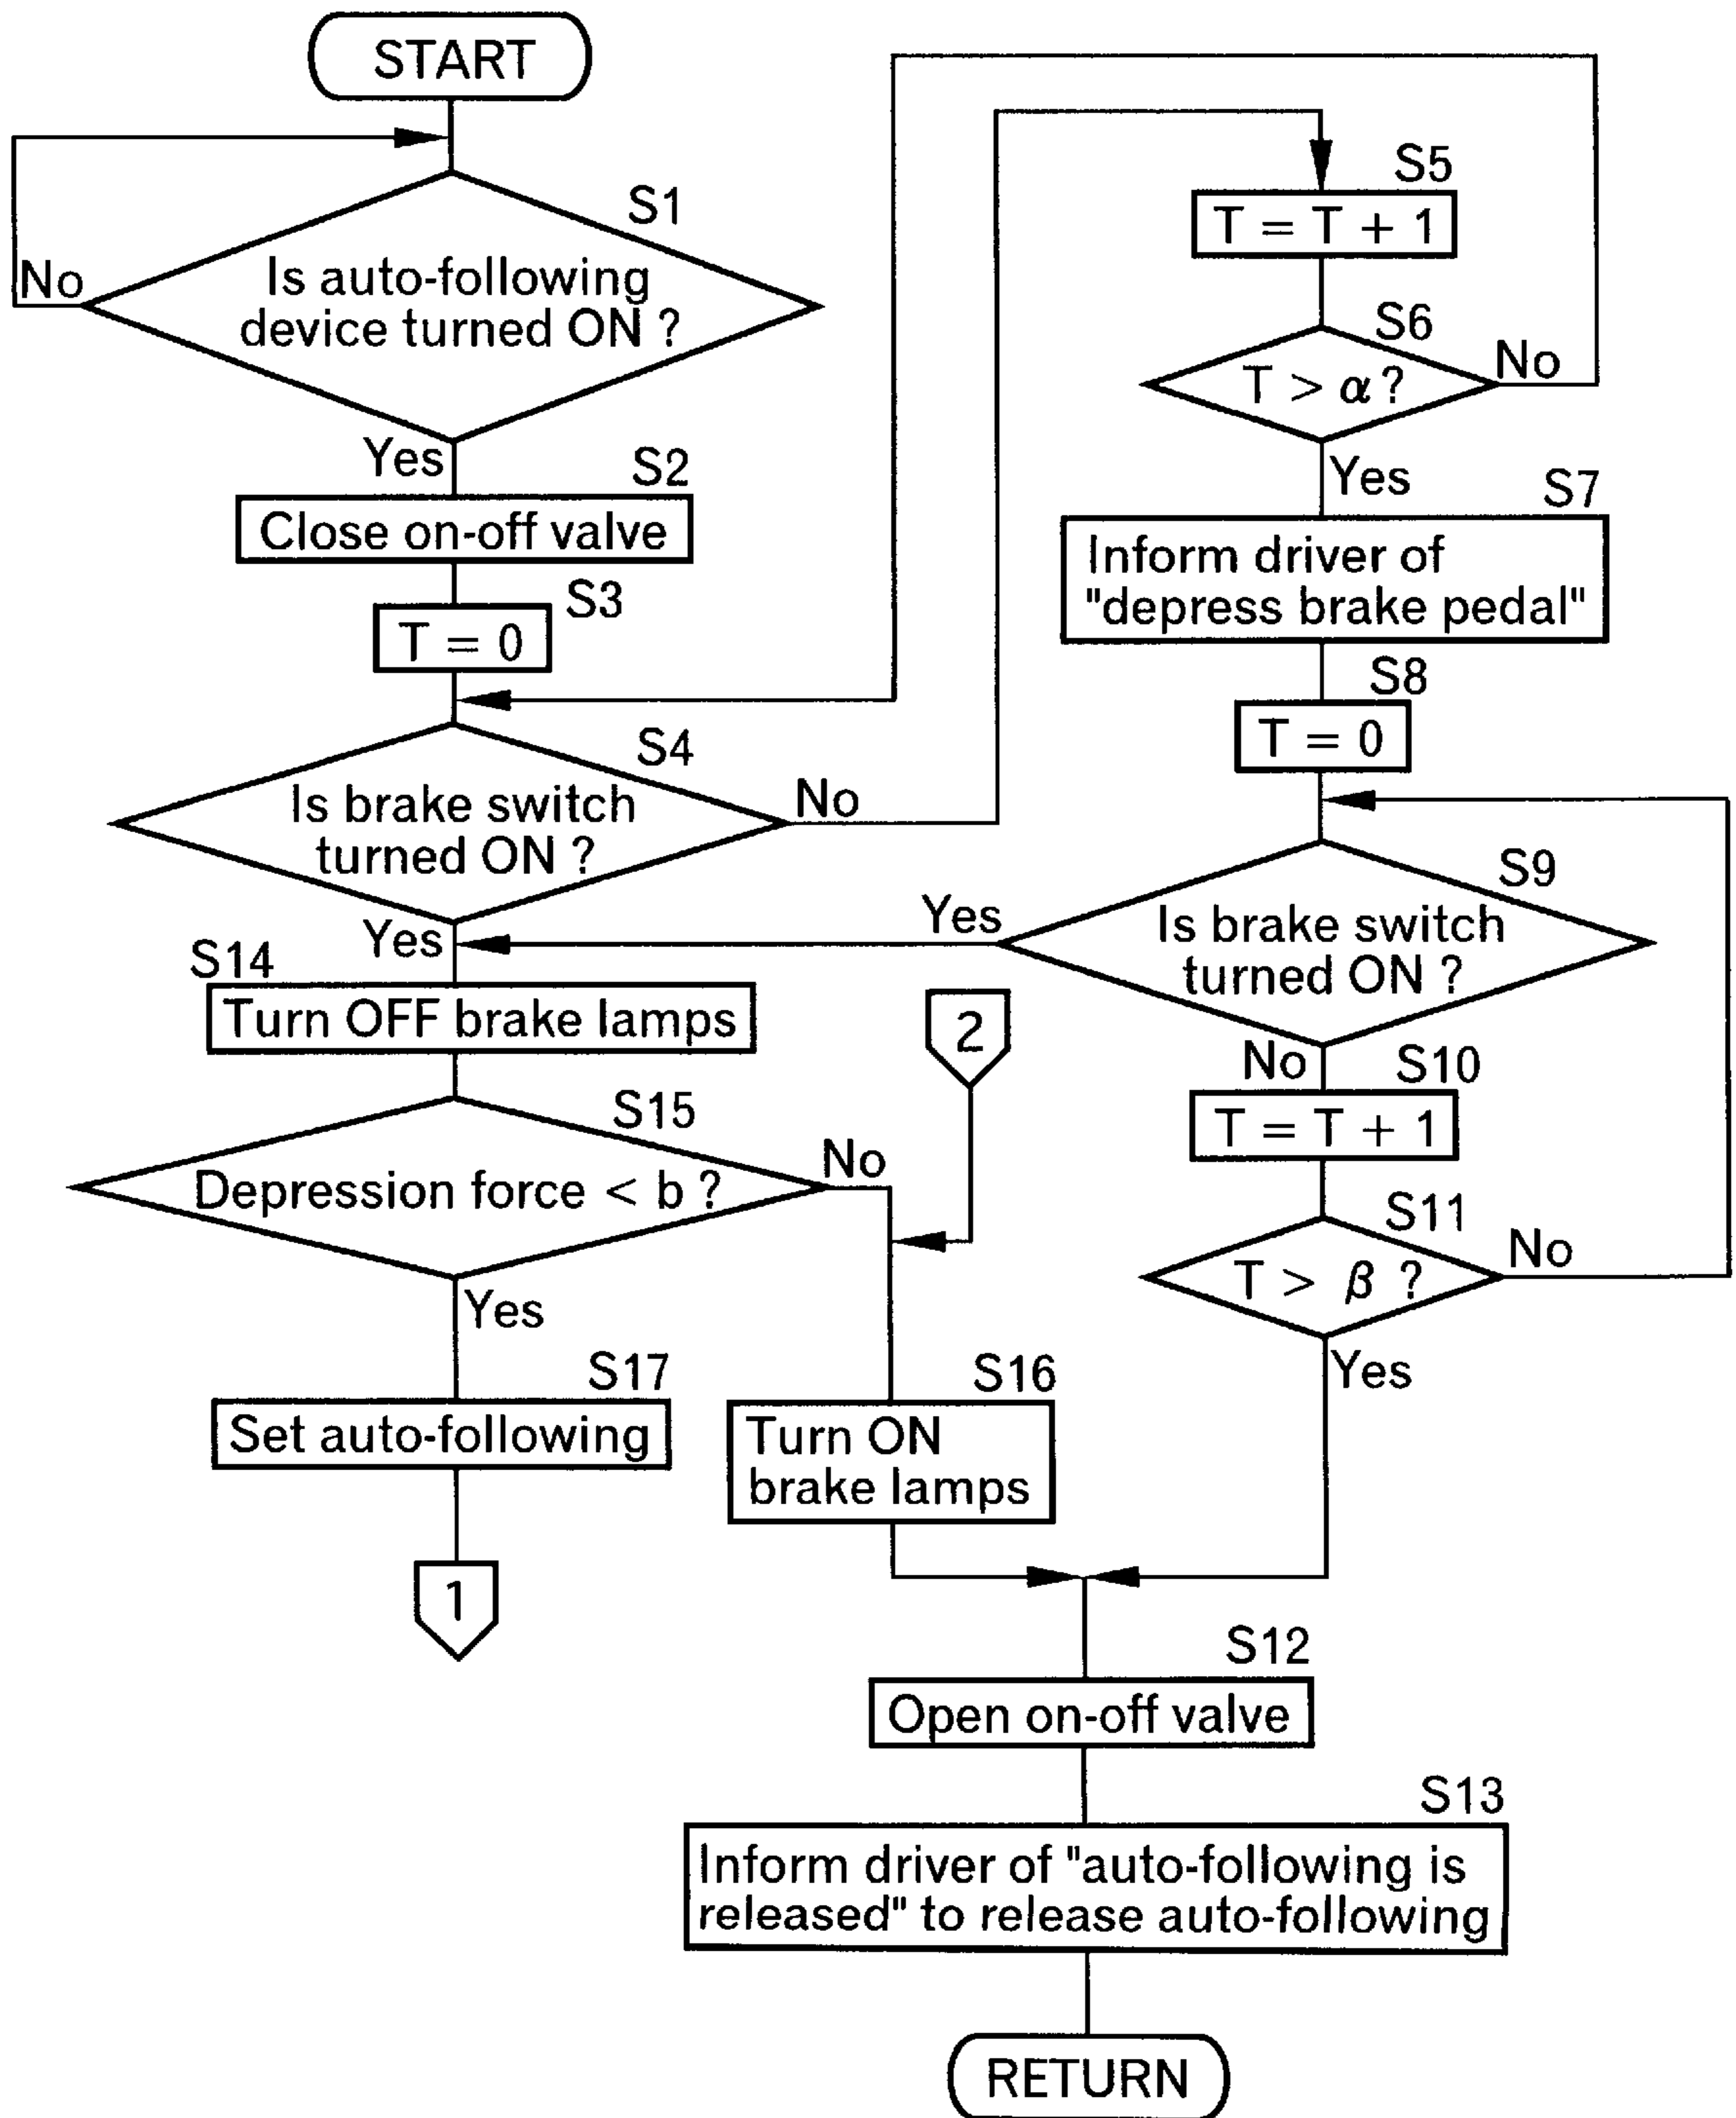 START
S1
No
Is auto-following
device turned ON ?
Yes
S2
Close on-off valve
S3
T = 0
S4
Is brake switch
turned ON ?
No
Yes
S5
T = T + 1
S6
T > α ?
No
Yes
S7
Inform driver of
"depress brake pedal"
S8
T = 0
S9
Is brake switch
turned ON ?
Yes
No
S10
T = T + 1
S11
T > β ?
No
Yes
S14
Turn OFF brake lamps
2
S15
Depression force < b ?
No
Yes
S17
Set auto-following
1
S16
Turn ON
brake lamps
S12
Open on-off valve
S13
Inform driver of "auto-following is
released" to release auto-following
RETURN